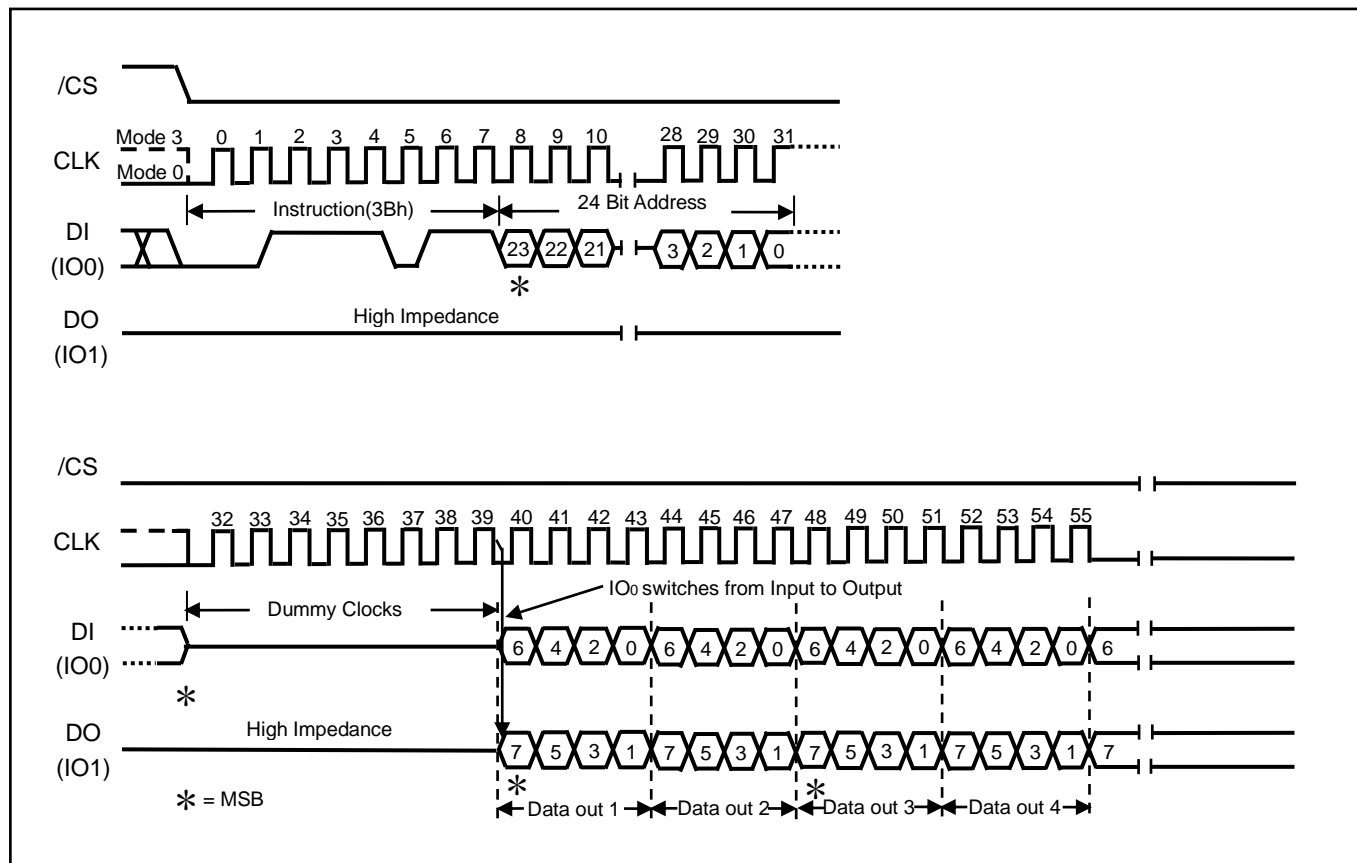 /CS
Mode 3 0 1 2 3 4 5 6 7 8 9 10 28 29 30 31
CLK
Mode 0
Instruction(3Bh) 24 Bit Address
DI
(IO0)
23 22 21 3 2 1 0
*
DO
(IO1)
High Impedance
/CS
32 33 34 35 36 37 38 39 40 41 42 43 44 45 46 47 48 49 50 51 52 53 54 55
CLK
IO0 switches from Input to Output
Dummy Clocks
DI
(IO0)
6 4 2 0 6 4 2 0 6 4 2 0 6 4 2 0 6
*
DO
(IO1)
High Impedance
7 5 3 1 7 5 3 1 7 5 3 1 7 5 3 1 7
* *
* = MSB
Data out 1 Data out 2 Data out 3 Data out 4